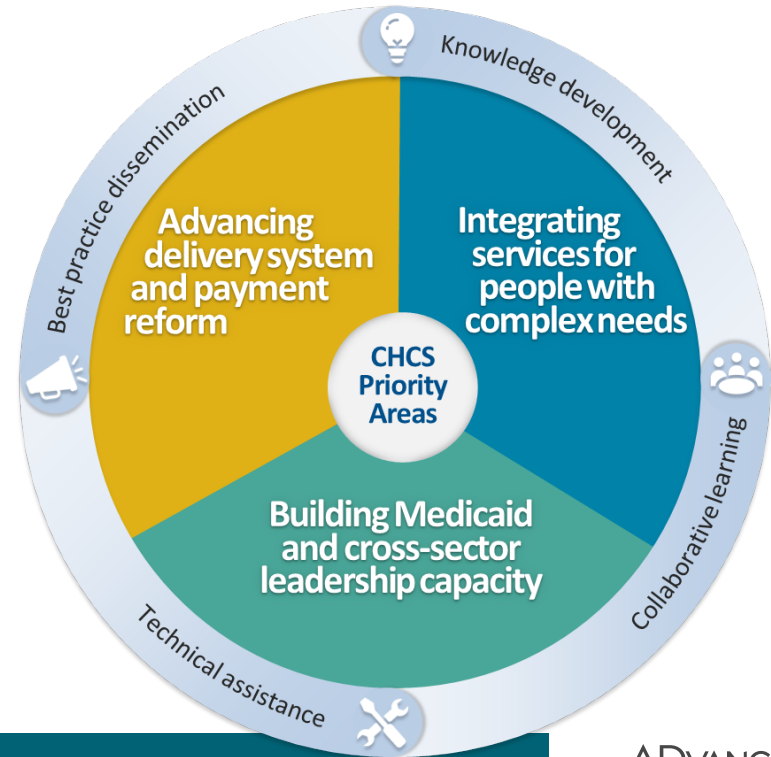 Knowledge development
Best practice dissemination
Advancing
delivery system
and payment
reform
Integrating
services for
people with
complex needs
CHCS
Priority
Areas
Building Medicaid
and cross-sector
leadership capacity
Collaborative learning
Technical assistance